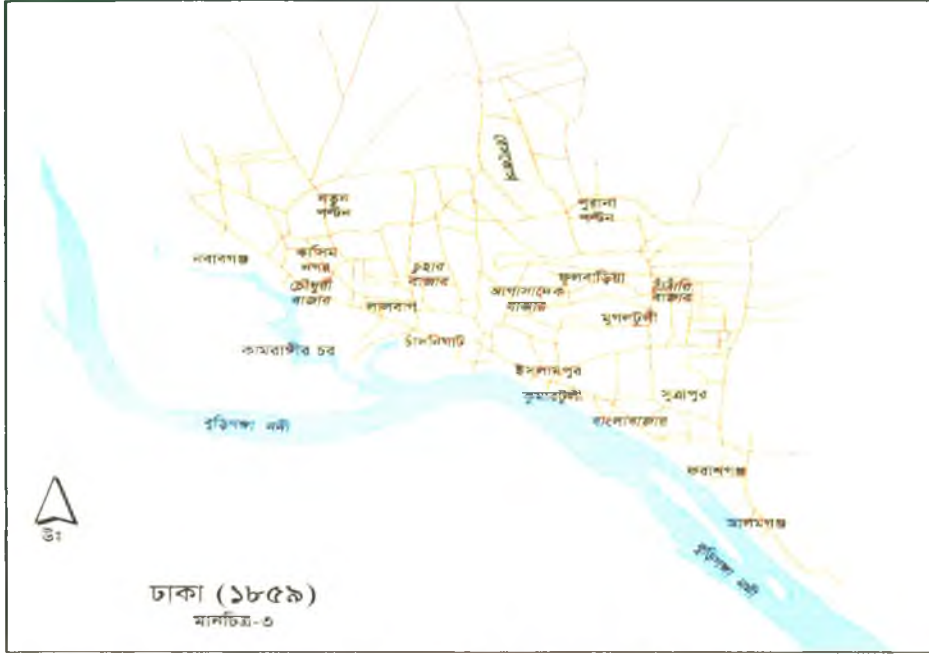 রেসকোর্স
নতুন
পল্টন
পুরানা
পল্টন
নবাবগঞ্জ
কাসিম
নগর
চৌধুরী
বাজার
চুহার
বাজার
ফুলবাড়িয়া
আগাসাদেক
বাজার
বাজার
লালবাগ
মুগলটুলী
চাদনিঘাট
কামরাঙ্গীর চর
ইসলামপুর
কুমারটুলী
সুত্রাপুর
বাংলাবাজার
বুড়িগঙ্গা নদী
ফরাশগঞ্জ
আলমগঞ্জ
বুড়িগঙ্গা নদী
উঃ
ঢাকা (১৮৫৯)
মানচিত্র-৩